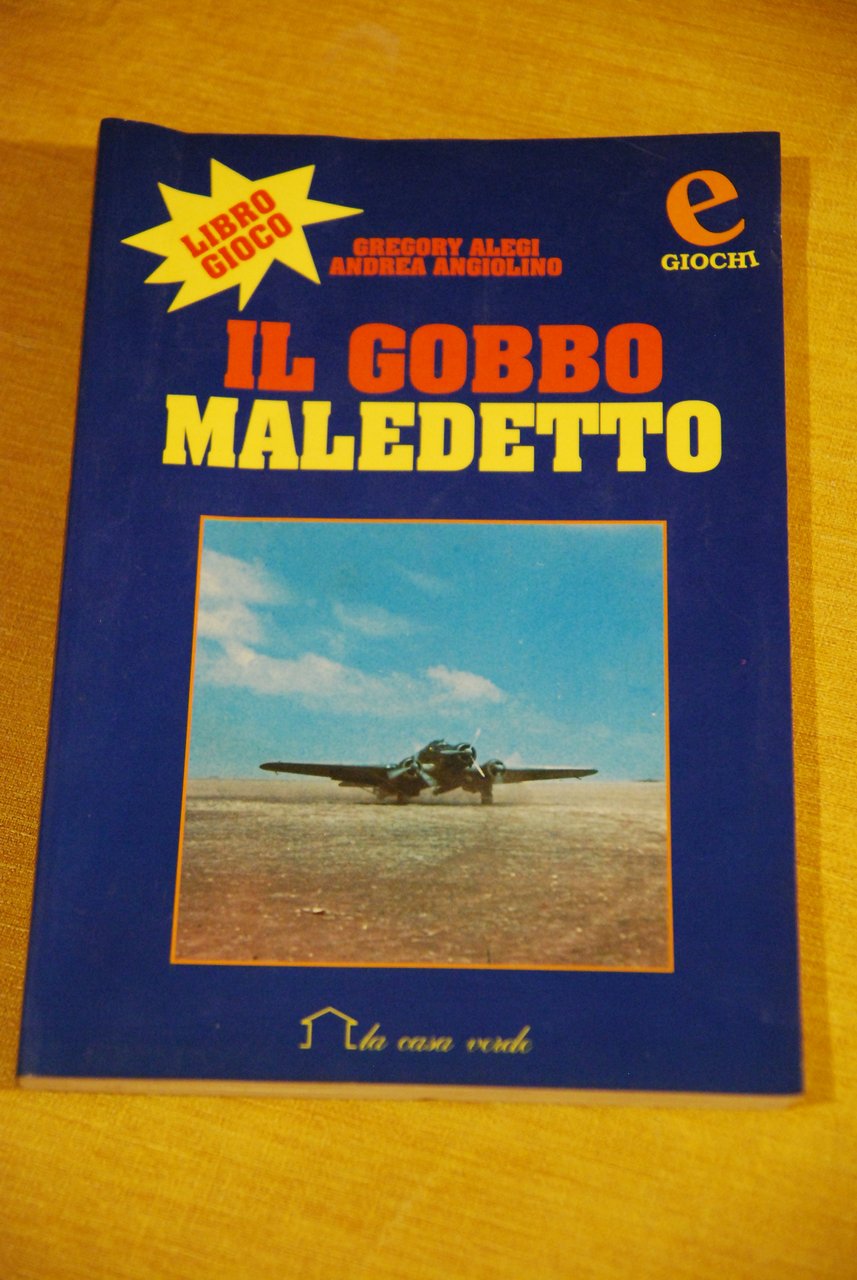 LIBRO
GIOCO
GREGORY ALEGI
ANDREA ANGIOLINO
e
GIOCHI
IL GOBBO
MALEDETTO
la casa verde